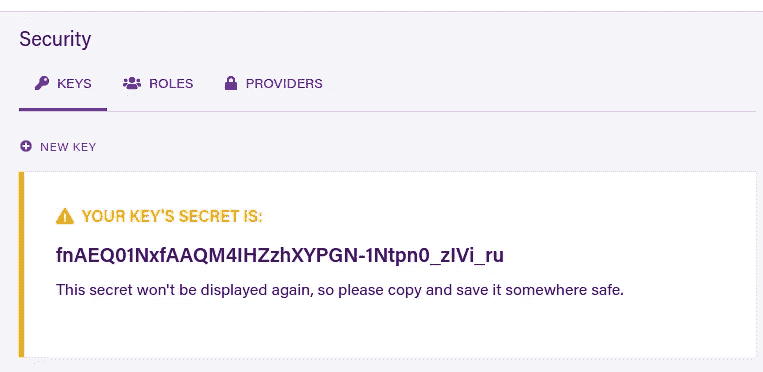 Security
KEYS ROLES PROVIDERS
NEW KEY
YOUR KEY'S SECRET IS:
fnAEQ01NxfAAQM4IHZzhXYPGN-1Ntpn0_zIVi_ru
This secret won't be displayed again, so please copy and save it somewhere safe.